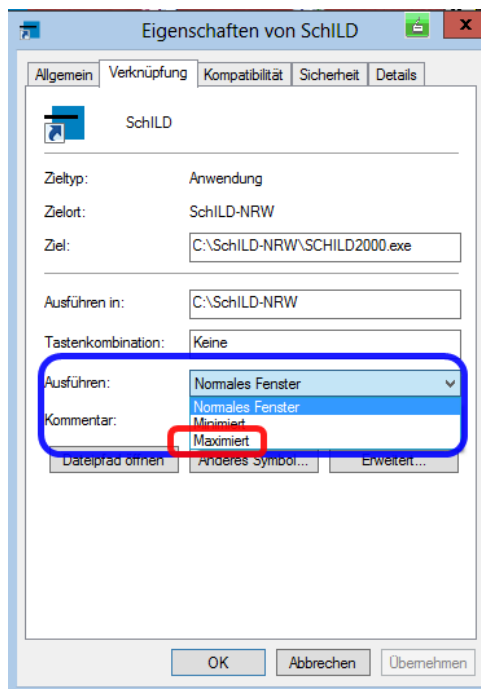 Eigenschaften von SchILD
x
Allgemein Verknüpfung Kompatibilität Sicherheit Details
SchILD
Zieltyp: Anwendung
Zielort: SchILD-NRW
Ziel: C:\SchILD-NRW\SCHILD2000.exe
Ausführen in: C:\SchILD-NRW
Tastenkombination: Keine
Ausführen: Normales Fenster
Normales Fenster
Kommentar: Minimiert
Maximiert
Dateipfad öffnen Anderes Symbol... Erweitert...
OK Abbrechen Übernehmen